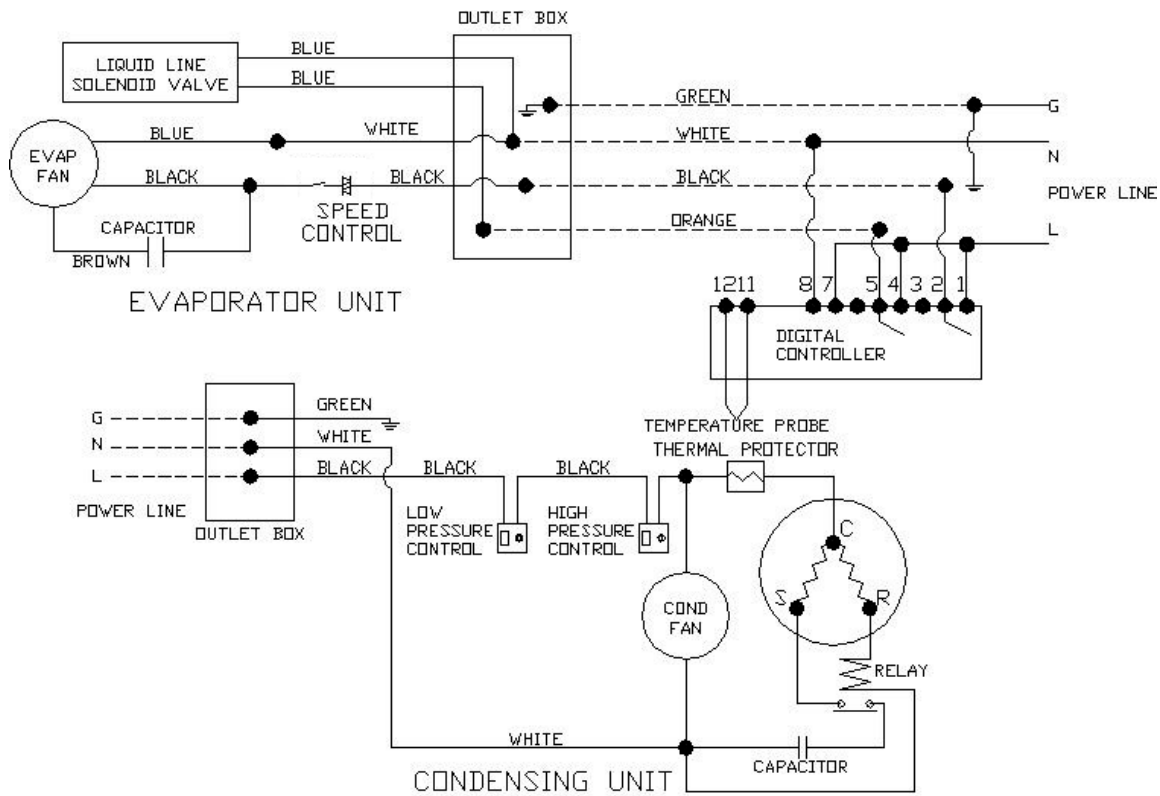 OUTLET BOX
LIQUID LINE
SOLENOID VALVE
BLUE
BLUE
GREEN
G
BLUE
WHITE
WHITE
N
EVAP
FAN
BLACK
BLACK
BLACK
POWER LINE
SPEED
CONTROL
CAPACITOR
BROWN
ORANGE
L
EVAPORATOR UNIT
12 11 8 7 5 4 3 2 1
DIGITAL
CONTROLLER
TEMPERATURE PROBE
THERMAL PROTECTOR
G
GREEN
N
WHITE
L
BLACK
BLACK
BLACK
POWER LINE
OUTLET BOX
LOW
PRESSURE
CONTROL
HIGH
PRESSURE
CONTROL
C
S
R
COND
FAN
RELAY
WHITE
CAPACITOR
CONDENSING UNIT